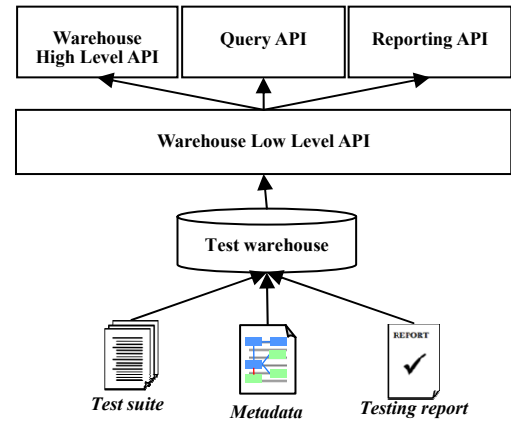 Warehouse
High Level API
Query API
Reporting API
Warehouse Low Level API
Test warehouse
REPORT
Test suite
Metadata
Testing report